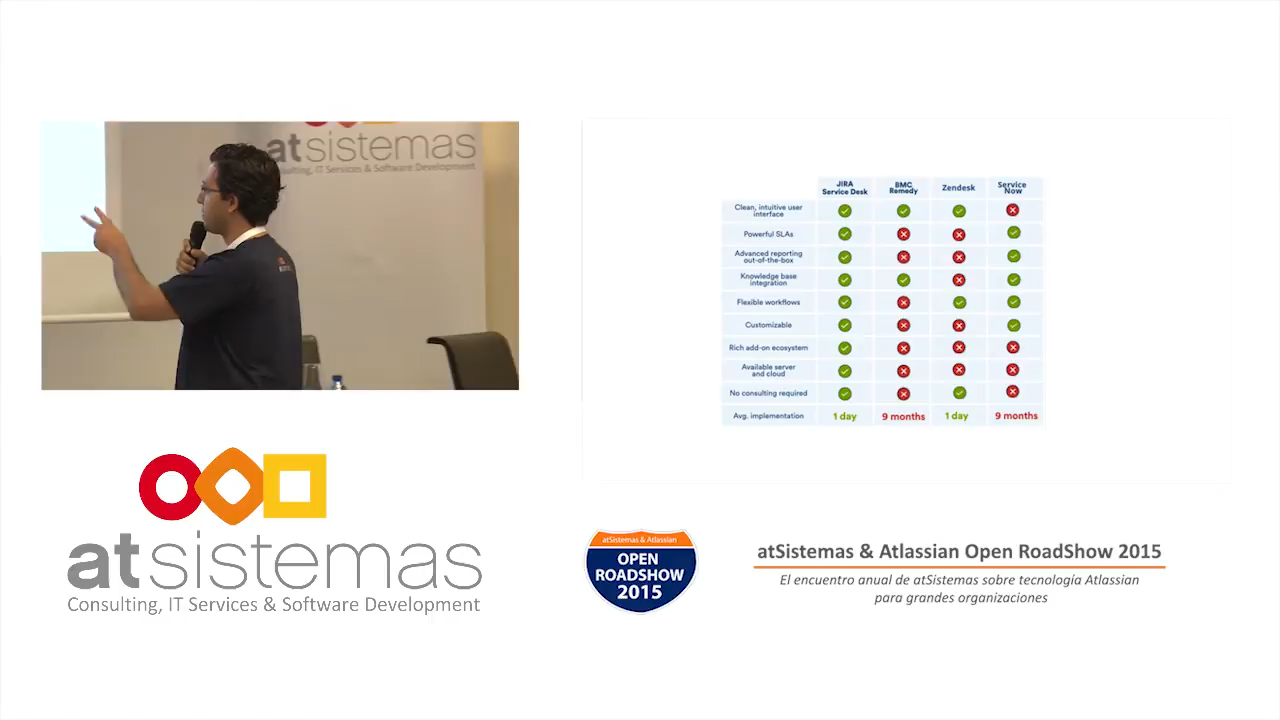 atsistemas
Consulting, IT Services & Software Development
JIRA
Service Desk
BMC
Remedy
Zendesk
Service
Now
Clean, intuitive user
interface
Powerful SLAs
Advanced reporting
out-of-the-box
Knowledge base
integration
Flexible workflows
Customizable
Rich add-on ecosystem
Available server
and cloud
No consulting required
Avg. implementation
1 day
9 months
1 day
9 months
atsistemas
Consulting, IT Services & Software Development
atSistemas & Atlassian
OPEN
ROADSHOW
2015
atSistemas & Atlassian Open RoadShow 2015
El encuentro anual de atSistemas sobre tecnología Atlassian
para grandes organizaciones